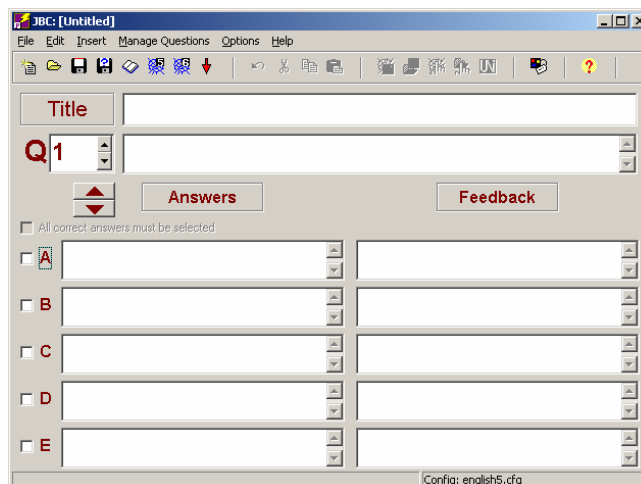 JBC: [Untitled]
File Edit Insert Manage Questions Options Help
Title
Q 1
Answers Feedback
All correct answers must be selected
A
B
C
D
E
Config: english5.cfg